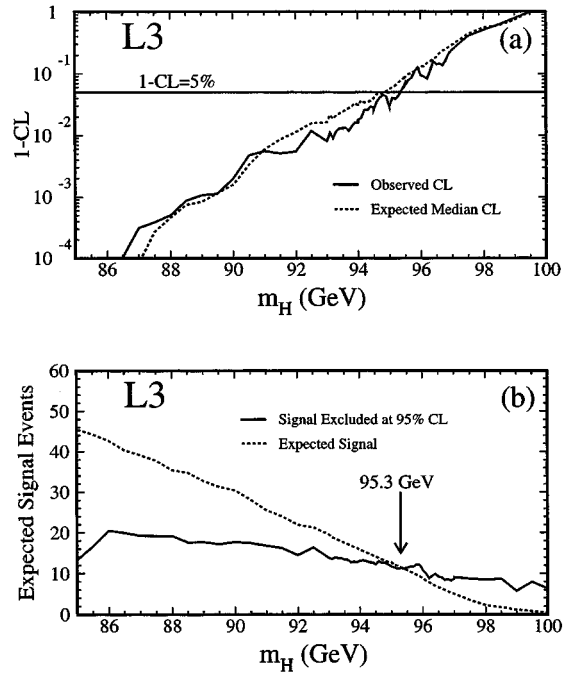 L3
(a)
1-CL=5%
1-CL
1
10⁻¹
10⁻²
10⁻³
10⁻⁴
Observed CL
Expected Median CL
86 88 90 92 94 96 98 100
m_H (GeV)
L3
(b)
Signal Excluded at 95% CL
Expected Signal
95.3 GeV
Expected Signal Events
60
50
40
30
20
10
0
86 88 90 92 94 96 98 100
m_H (GeV)